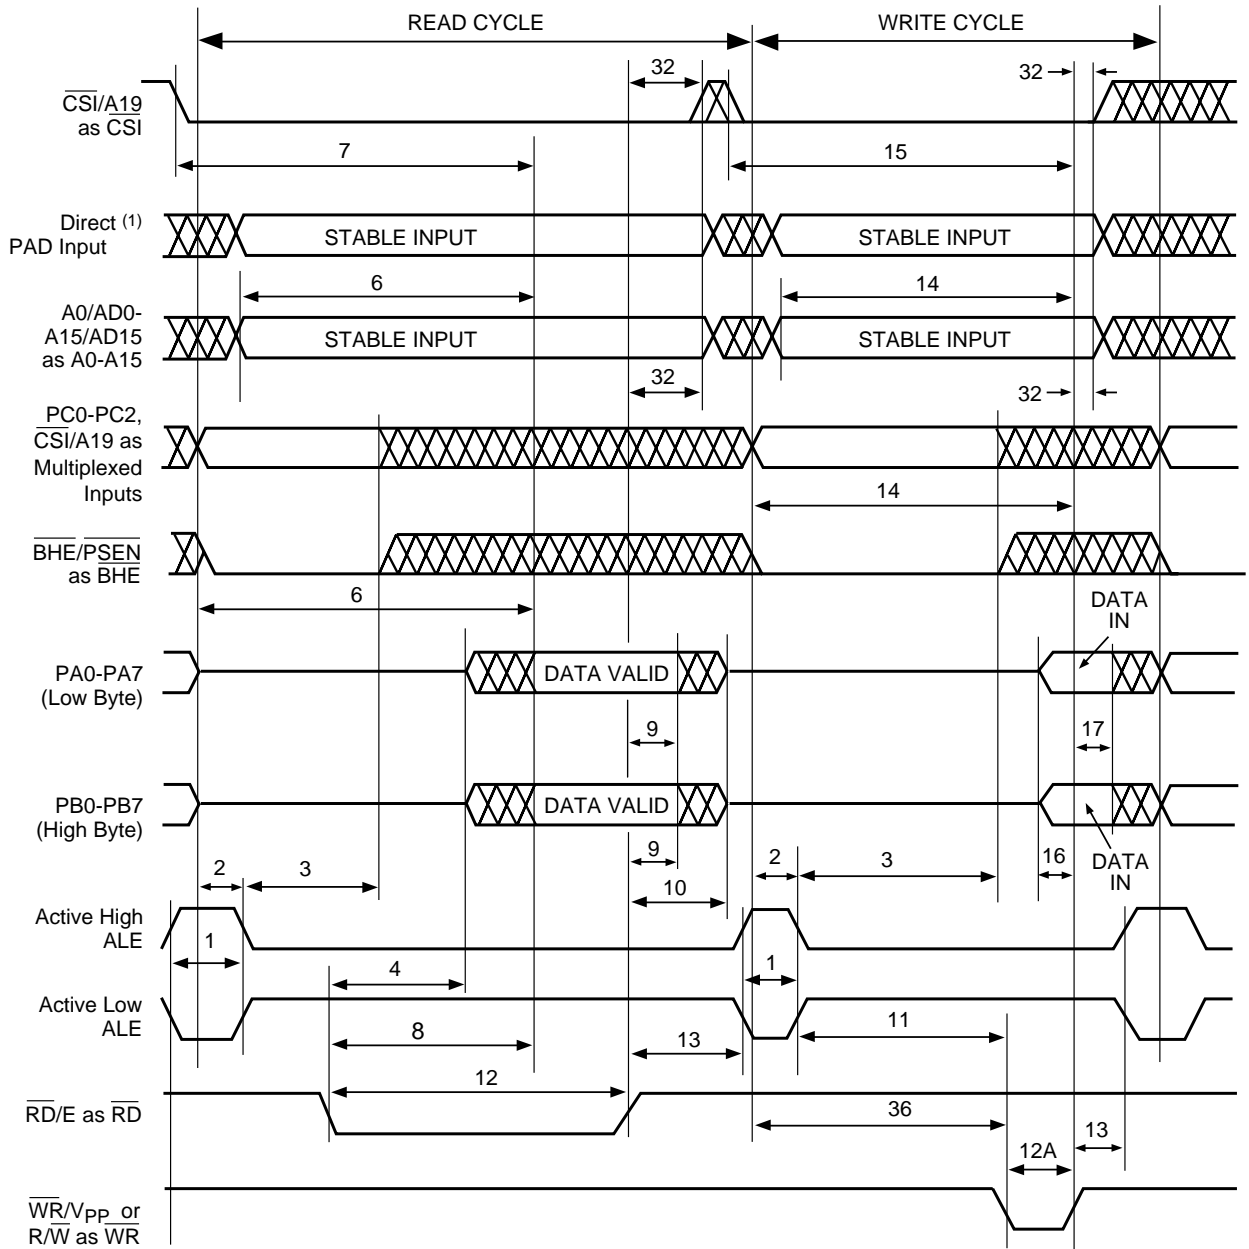 READ CYCLE
WRITE CYCLE
32
32
CSI/A19
as CSI
7
15
Direct (1)
PAD Input
STABLE INPUT
STABLE INPUT
6
14
A0/AD0-
A15/AD15
as A0-A15
STABLE INPUT
STABLE INPUT
32
32
PC0-PC2,
CSI/A19 as
Multiplexed
Inputs
14
BHE/PSEN
as BHE
6
DATA
IN
PA0-PA7
(Low Byte)
DATA VALID
9
17
PB0-PB7
(High Byte)
DATA VALID
9
2
3
2
3
16
DATA
IN
10
Active High
ALE
1
4
1
Active Low
ALE
8
13
11
12
RD/E as RD
36
13
12A
WR/VPP or
R/W as WR